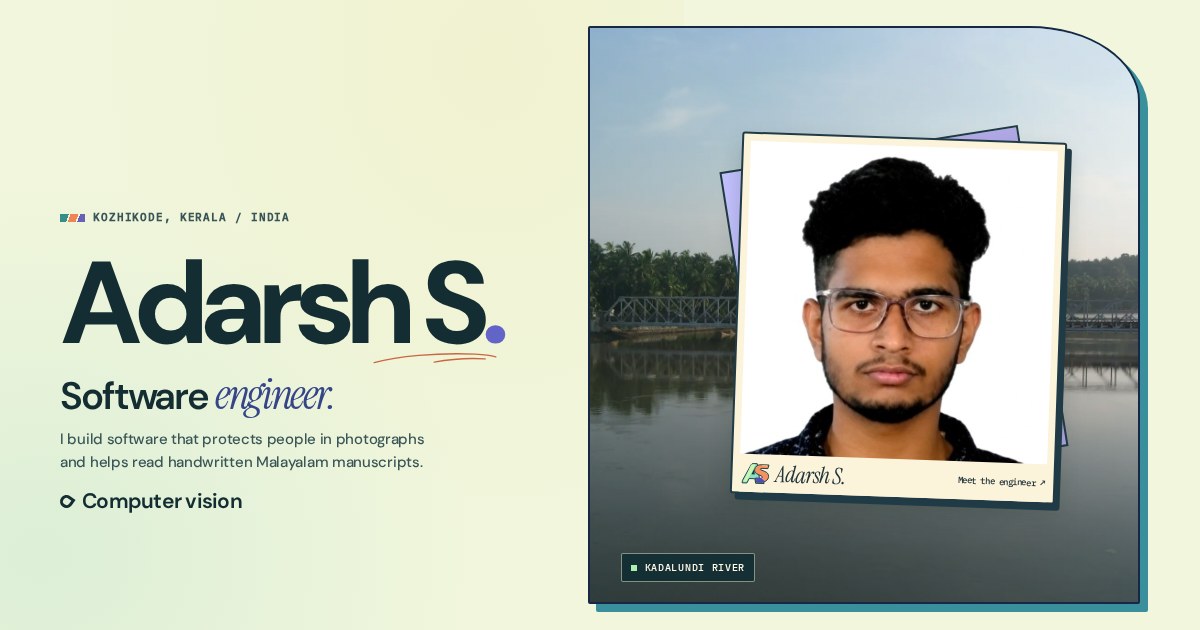 KOZHIKODE, KERALA / INDIA
Adarsh S.
Software engineer.
I build software that protects people in photographs
and helps read handwritten Malayalam manuscripts.
Computer vision
AS Adarsh S.
Meet the engineer ↗
KADALUNDI RIVER